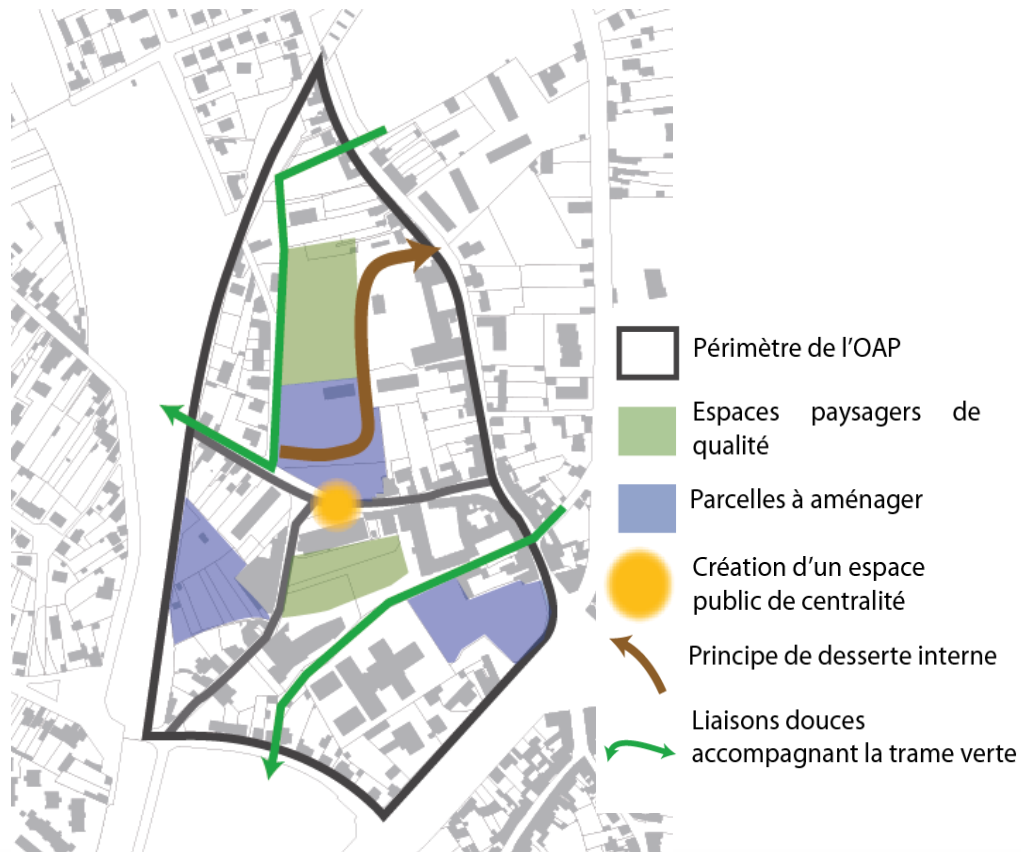 Périmètre de l'OAP
Espaces paysagers de
qualité
Parcelles à aménager
Création d'un espace
public de centralité
Principe de desserte interne
Liaisons douces
accompagnant la trame verte